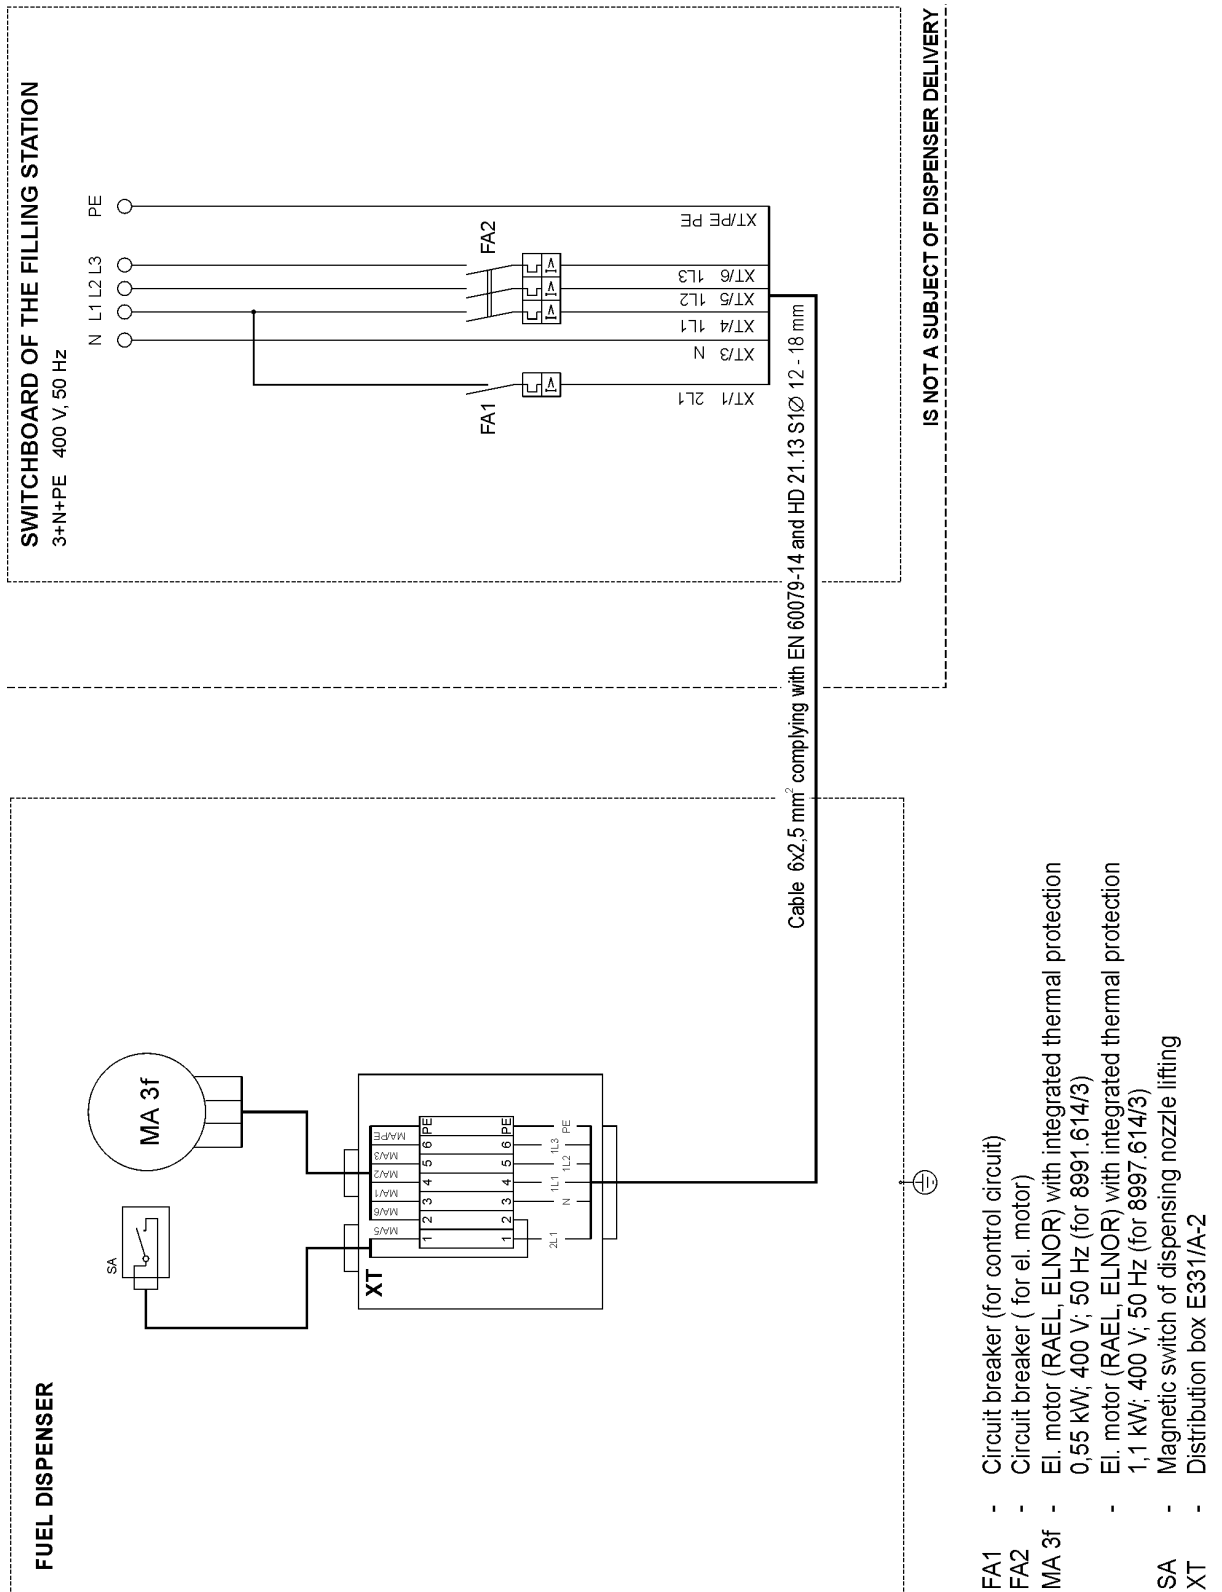 SWITCHBOARD OF THE FILLING STATION
3+N+PE 400 V, 50 Hz
N L1 L2 L3 PE
FA1
FA2
XT/1 2L1
XT/3 N
XT/4 1L1
XT/5 1L2
XT/6 1L3
XT/PE PE
IS NOT A SUBJECT OF DISPENSER DELIVERY
Cable 6x2,5 mm² complying with EN 60079-14 and HD 21.13 S1Ø 12 - 18 mm
FUEL DISPENSER
SA
MA 3f
XT
MA/5 MA/6 MA/1 MA/2 MA/3 MA/PE
1 2 3 4 5 6 PE
1 2 3 4 5 6 PE
2L1 N 1L1 1L2 1L3 PE
FA1 - Circuit breaker (for control circuit)
FA2 - Circuit breaker ( for el. motor)
MA 3f - El. motor (RAEL, ELNOR) with integrated thermal protection
0,55 kW; 400 V; 50 Hz (for 8991.614/3)
- El. motor (RAEL, ELNOR) with integrated thermal protection
1,1 kW; 400 V; 50 Hz (for 8997.614/3)
SA - Magnetic switch of dispensing nozzle lifting
XT - Distribution box E331/A-2